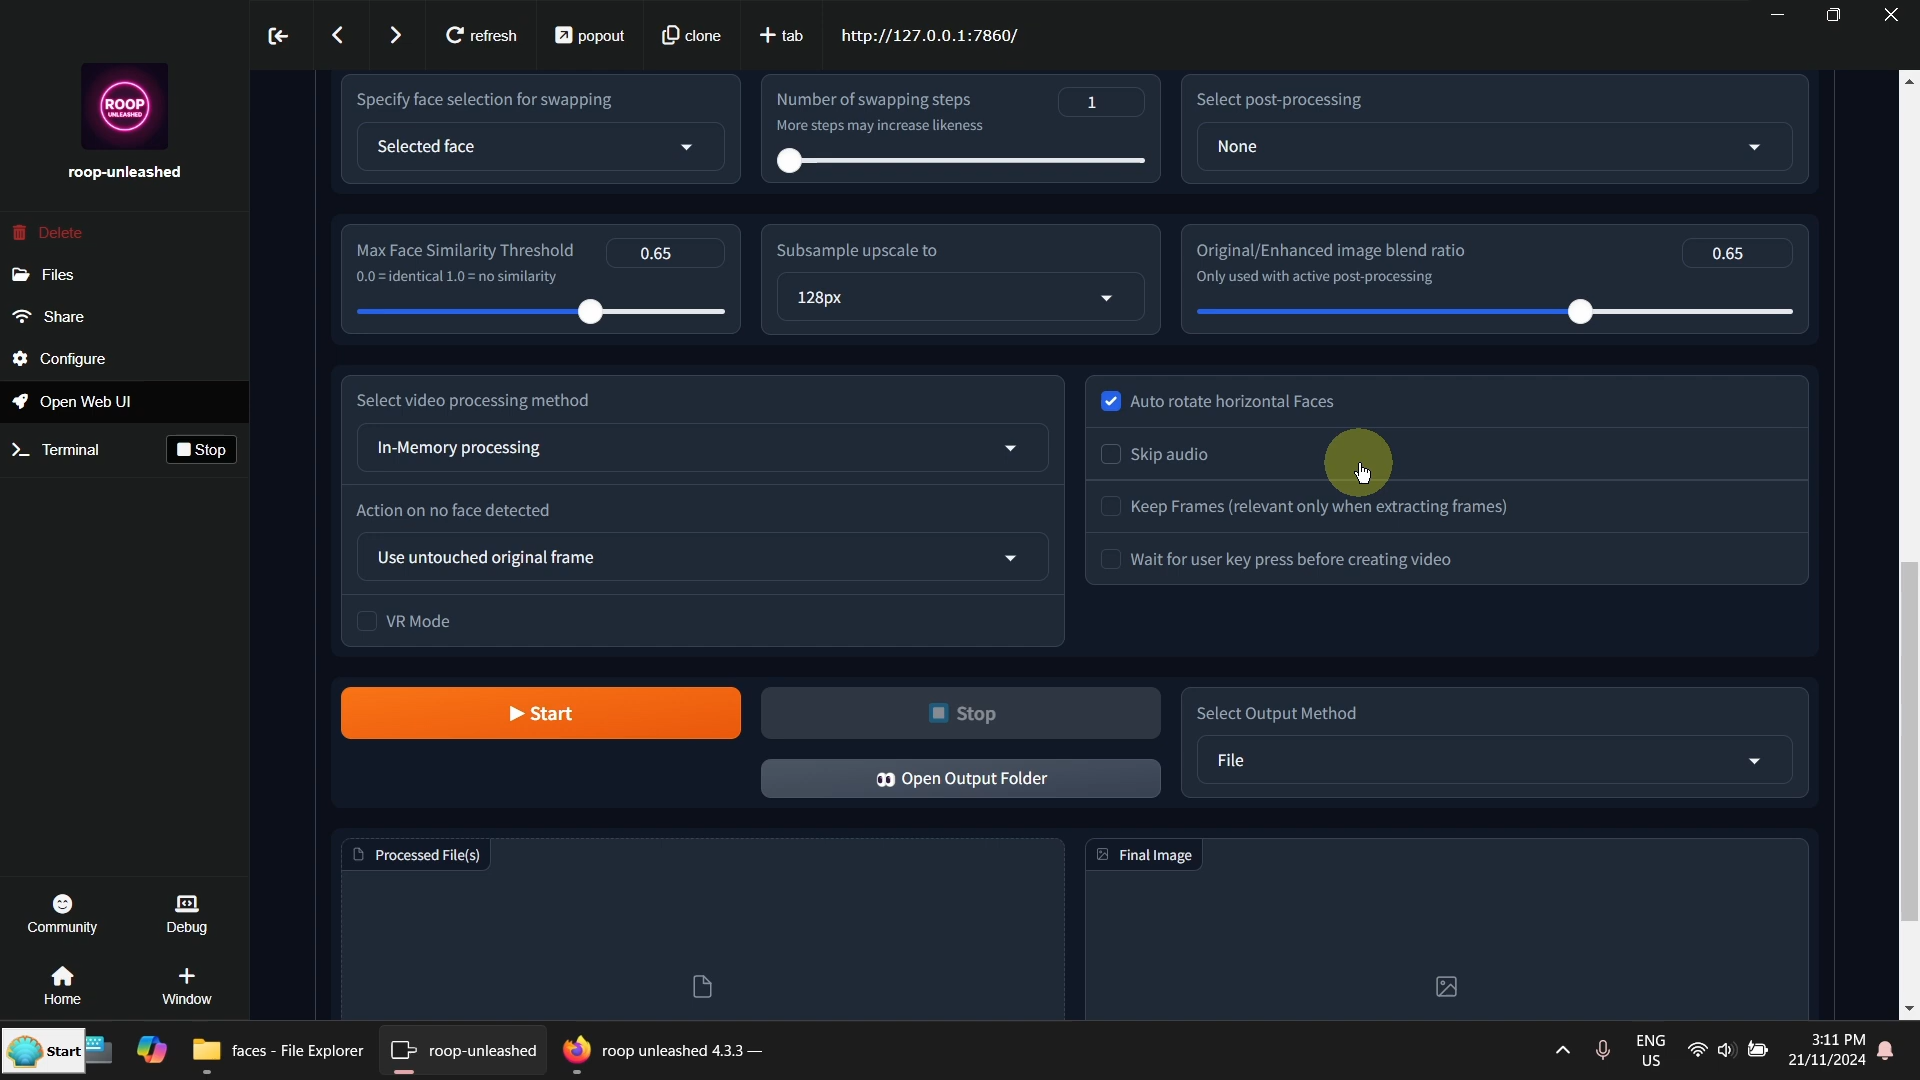 refresh
popout
clone
tab
http://127.0.0.1:7860/
ROOP
UNLEASHED
roop-unleashed
Delete
Files
Share
Configure
Open Web UI
Terminal
Stop
Community
Debug
Home
Window
Specify face selection for swapping
Selected face
Number of swapping steps
1
More steps may increase likeness
Select post-processing
None
Max Face Similarity Threshold
0.65
0.0 = identical 1.0 = no similarity
Subsample upscale to
128px
Original/Enhanced image blend ratio
0.65
Only used with active post-processing
Select video processing method
In-Memory processing
Action on no face detected
Use untouched original frame
VR Mode
Auto rotate horizontal Faces
Skip audio
Keep Frames (relevant only when extracting frames)
Wait for user key press before creating video
Start
Stop
Open Output Folder
Select Output Method
File
Processed File(s)
Final Image
Start
faces - File Explorer
roop-unleashed
roop unleashed 4.3.3 —
ENG
US
3:11 PM
21/11/2024